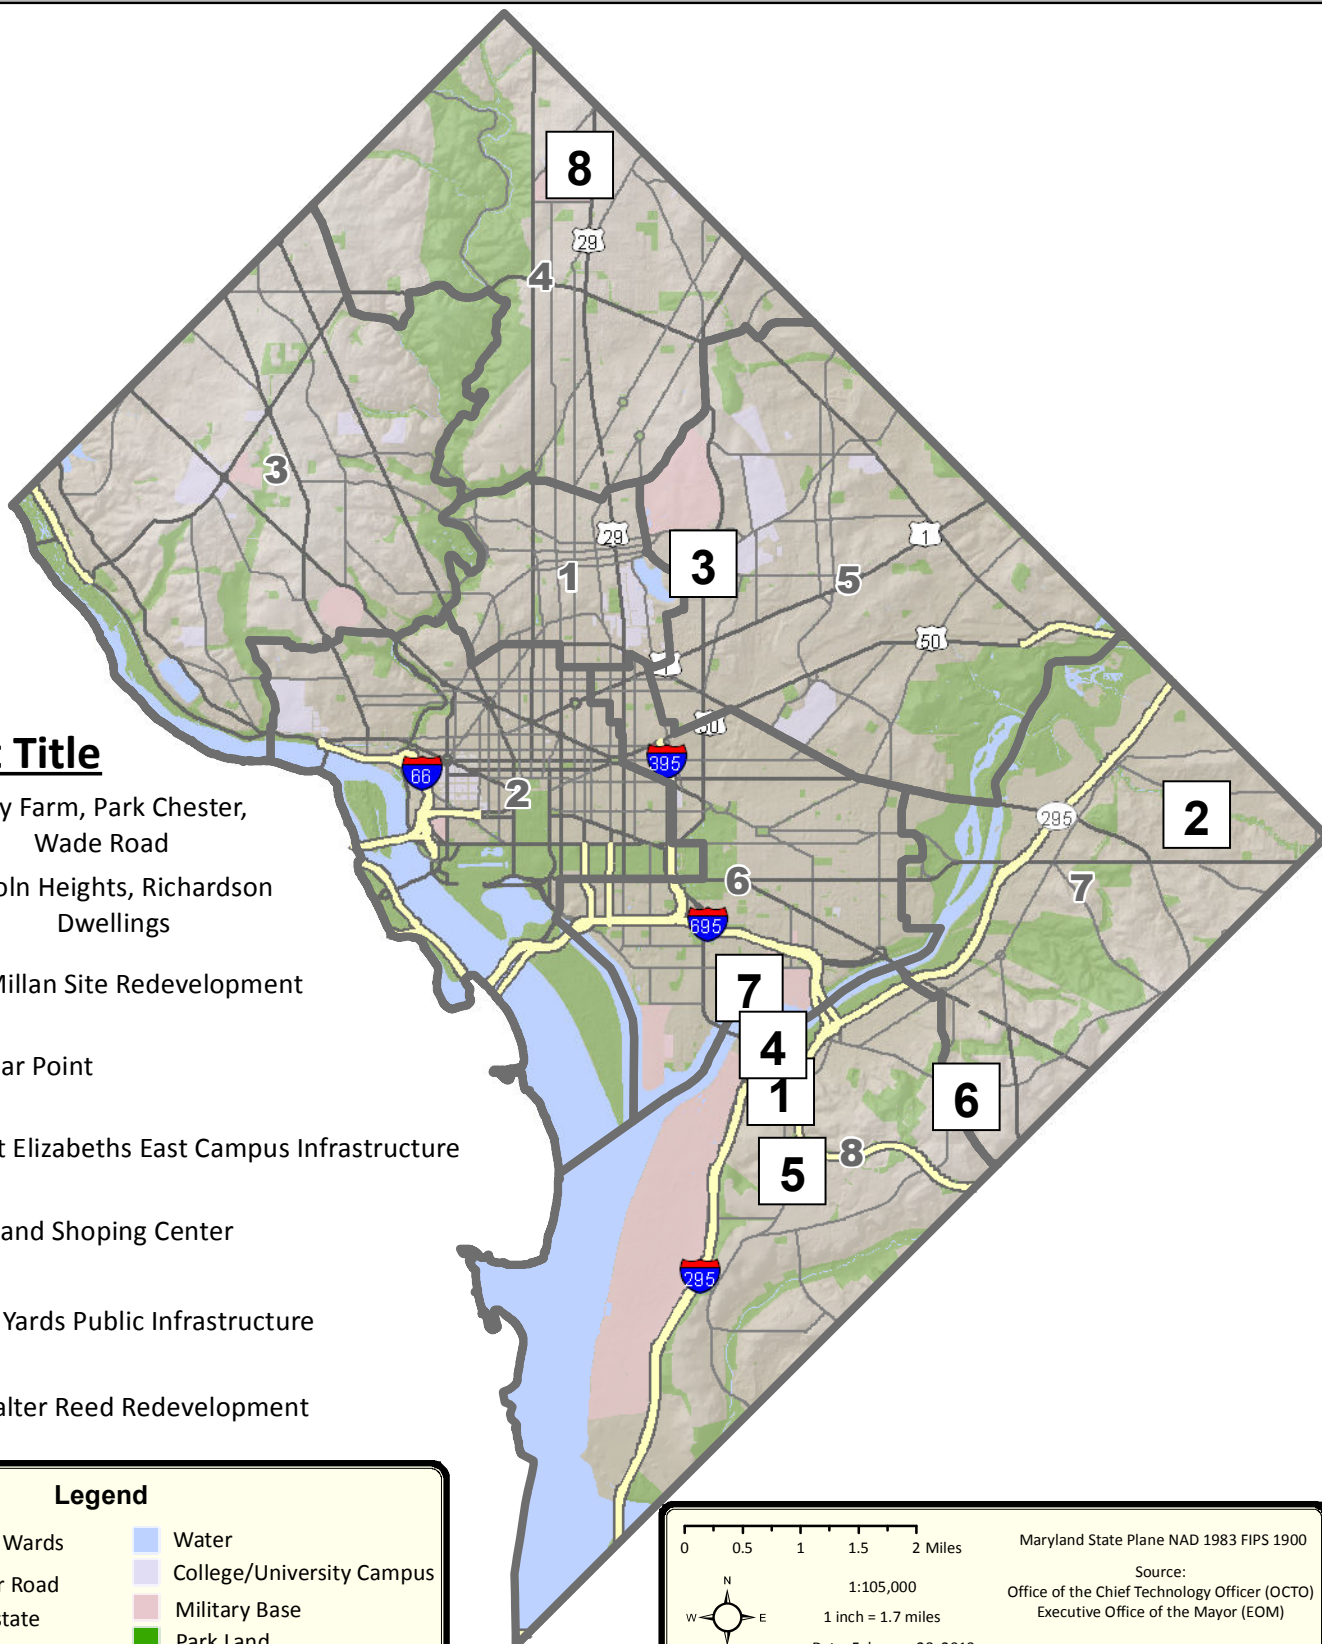 8
29
4
3
29
1
3
1
5
50
1
50
395
66
2
2
295
7
6
695
7
4
1
6
8
5
295
t Title
y Farm, Park Chester,
Wade Road
oln Heights, Richardson
Dwellings
Millan Site Redevelopment
ar Point
t Elizabeths East Campus Infrastructure
and Shoping Center
Yards Public Infrastructure
alter Reed Redevelopment
Legend
Wards
r Road
state
Water
College/University Campus
Military Base
Park Land
0 0.5 1 1.5 2 Miles
N
W E
1:105,000
1 inch = 1.7 miles
Maryland State Plane NAD 1983 FIPS 1900
Source:
Office of the Chief Technology Officer (OCTO)
Executive Office of the Mayor (EOM)